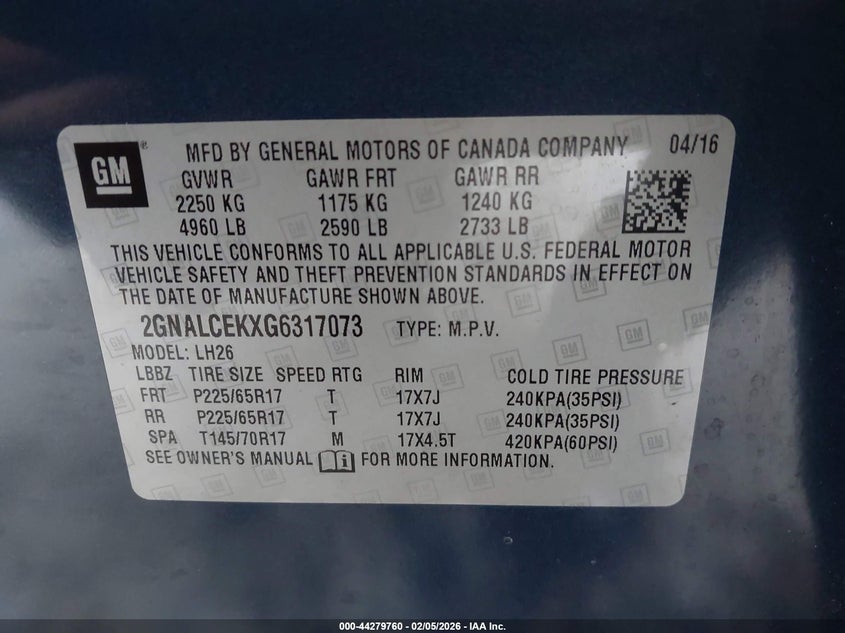 GM ® MFD BY GENERAL MOTORS OF CANADA COMPANY 04/16
GVWR GAWR FRT GAWR RR
2250 KG 1175 KG 1240 KG
4960 LB 2590 LB 2733 LB
THIS VEHICLE CONFORMS TO ALL APPLICABLE U.S. FEDERAL MOTOR
VEHICLE SAFETY AND THEFT PREVENTION STANDARDS IN EFFECT ON
THE DATE OF MANUFACTURE SHOWN ABOVE.
2GNALCEKXG6317073 TYPE: M.P.V.
MODEL: LH26
LBBZ TIRE SIZE SPEED RTG RIM COLD TIRE PRESSURE
FRT P225/65R17 T 17X7J 240KPA(35PSI)
RR P225/65R17 T 17X7J 240KPA(35PSI)
SPA T145/70R17 M 17X4.5T 420KPA(60PSI)
SEE OWNER'S MANUAL FOR MORE INFORMATION.
000-44279760 - 02/05/2026 - IAA Inc.